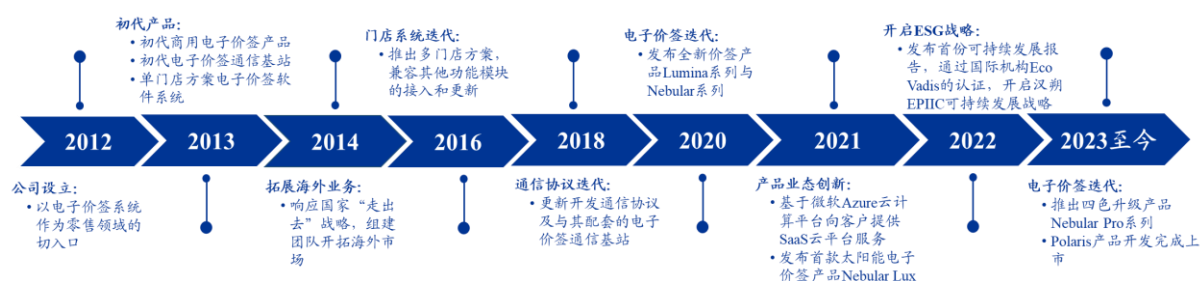 初代产品：
• 初代商用电子价签产品
• 初代电子价签通信基站
• 单门店方案电子价签软
件系统
门店系统迭代：
• 推出多门店方案，
兼容其他功能模块
的接入和更新
电子价签迭代：
• 发布全新价签产
品Lumina系列与
Nebular系列
开启ESG战略：
• 发布首份可持续发展报
告，通过国际机构Eco
Vadis的认证，开启汉朔
EPIIC可持续发展战略
2012
2013
2014
2016
2018
2020
2021
2022
2023至今
公司设立：
• 以电子价签系统
作为零售领域的
切入口
拓展海外业务：
• 响应国家“走出
去”战略，组建
团队开拓海外市
场
通信协议迭代：
• 更新开发通信协议
及与其配套的电子
价签通信基站
产品业态创新：
• 基于微软Azure云计
算平台向客户提供
SaaS云平台服务
• 发布首款太阳能电子
价签产品Nebular Lux
电子价签迭代：
• 推出四色升级产品
Nebular Pro系列
• Polaris产品开发完成上
市